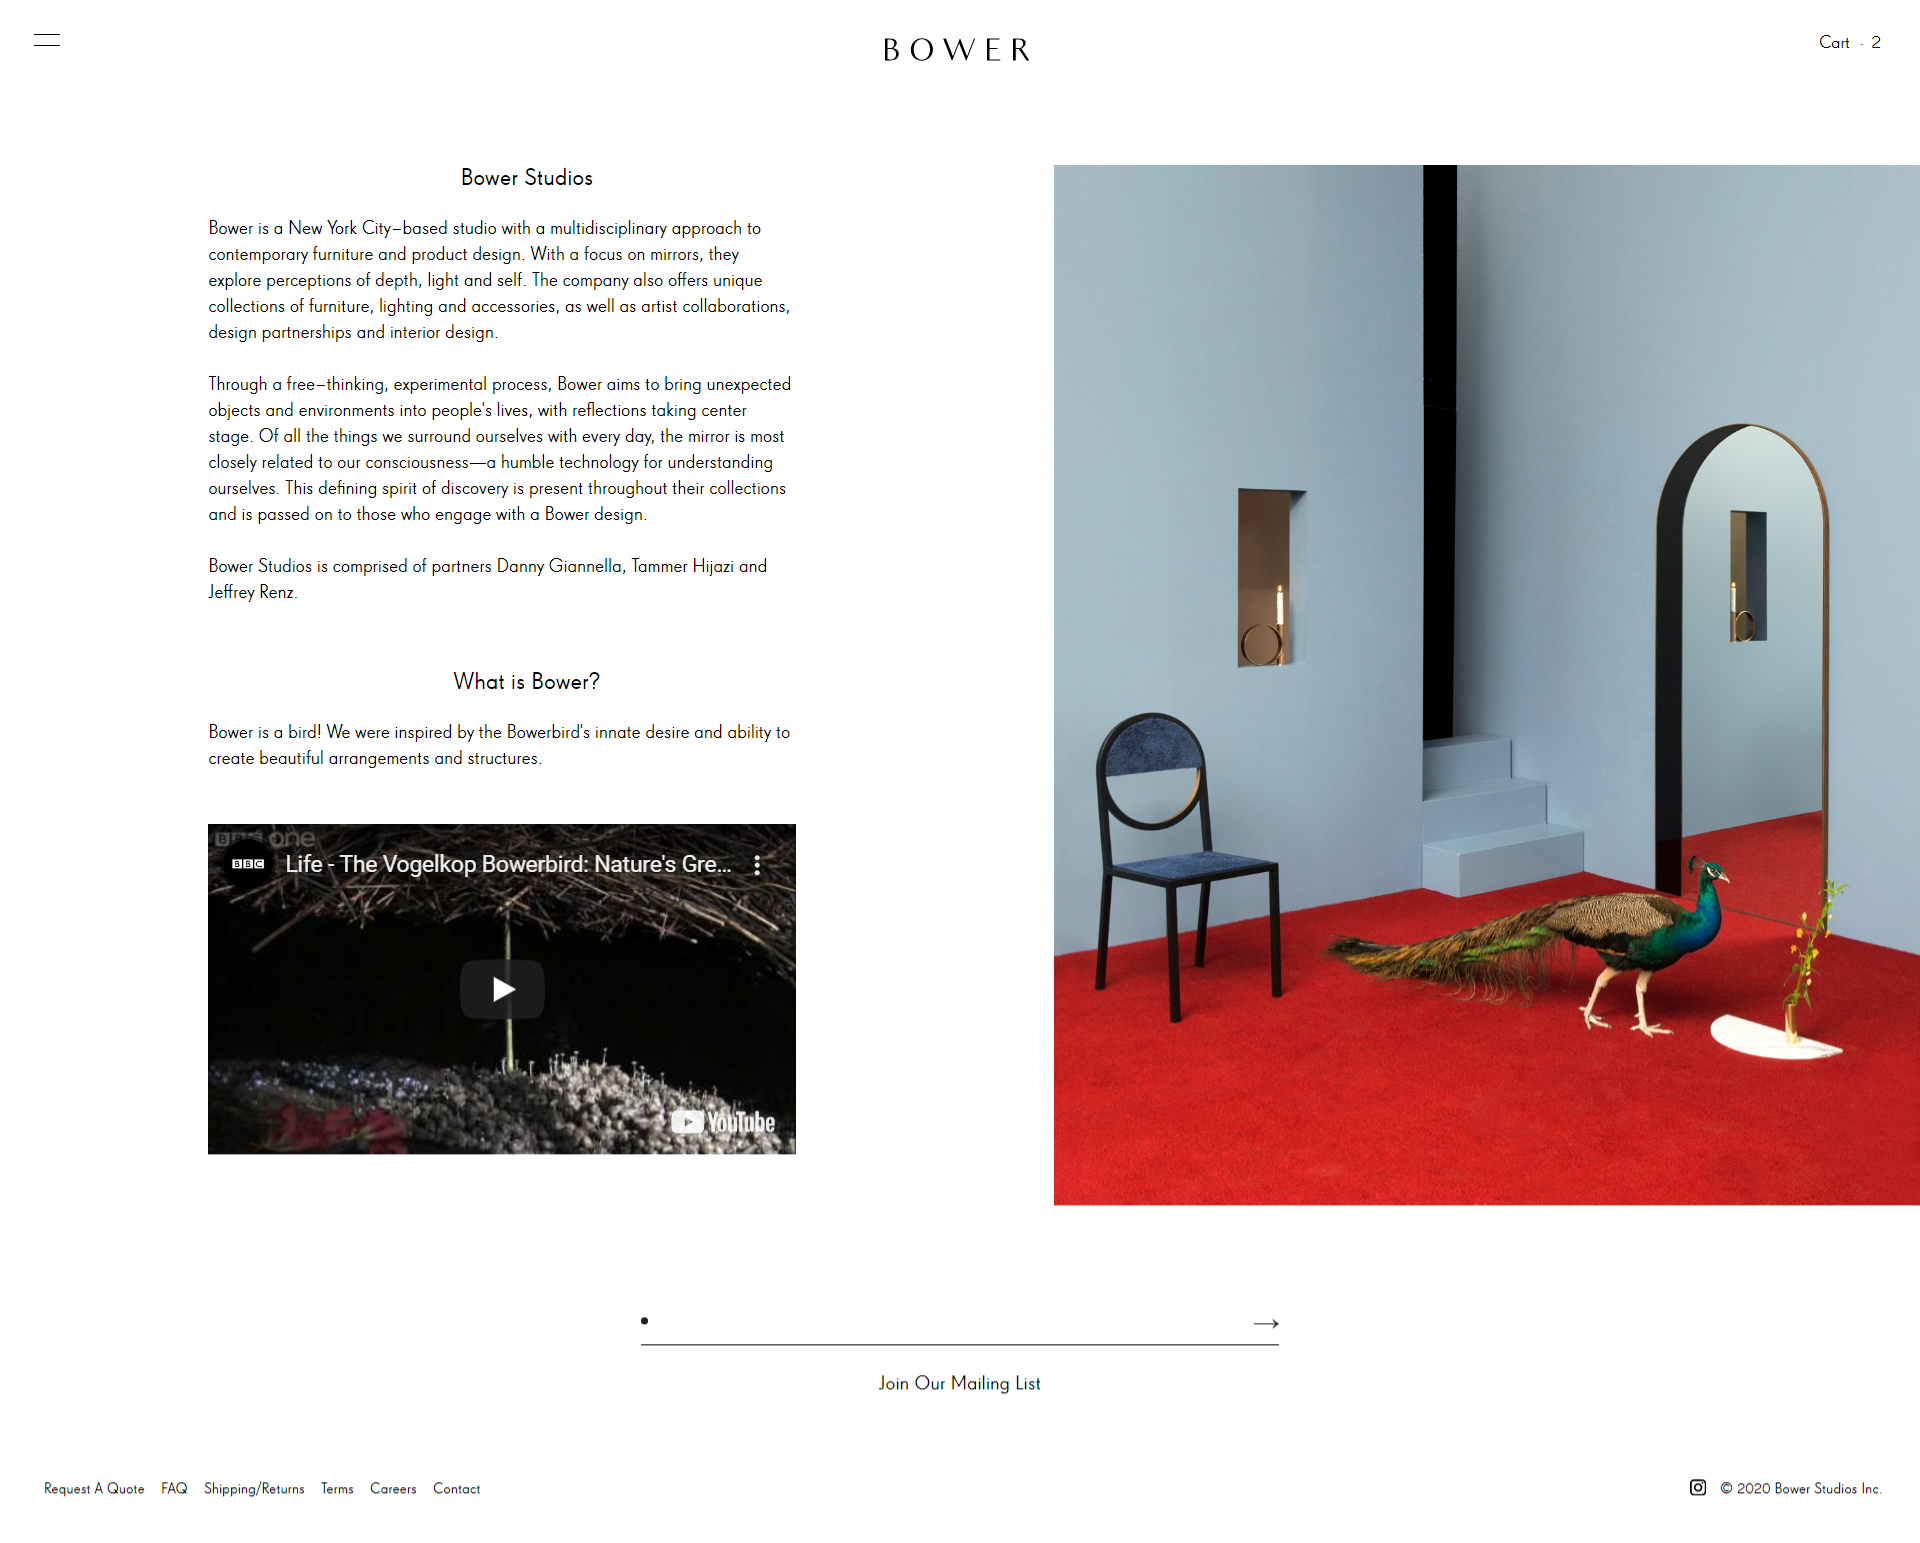 BOWER
Cart · 2
Bower Studios
Bower is a New York City-based studio with a multidisciplinary approach to
contemporary furniture and product design. With a focus on mirrors, they
explore perceptions of depth, light and self. The company also offers unique
collections of furniture, lighting and accessories, as well as artist collaborations,
design partnerships and interior design.
Through a free-thinking, experimental process, Bower aims to bring unexpected
objects and environments into people's lives, with reflections taking center
stage. Of all the things we surround ourselves with every day, the mirror is most
closely related to our consciousness—a humble technology for understanding
ourselves. This defining spirit of discovery is present throughout their collections
and is passed on to those who engage with a Bower design.
Bower Studios is comprised of partners Danny Giannella, Tammer Hijazi and
Jeffrey Renz.
What is Bower?
Bower is a bird! We were inspired by the Bowerbird's innate desire and ability to
create beautiful arrangements and structures.
BBC one
BBC
Life - The Vogelkop Bowerbird: Nature's Gre...
YouTube
Join Our Mailing List
Request A Quote FAQ Shipping/Returns Terms Careers Contact
© 2020 Bower Studios Inc.